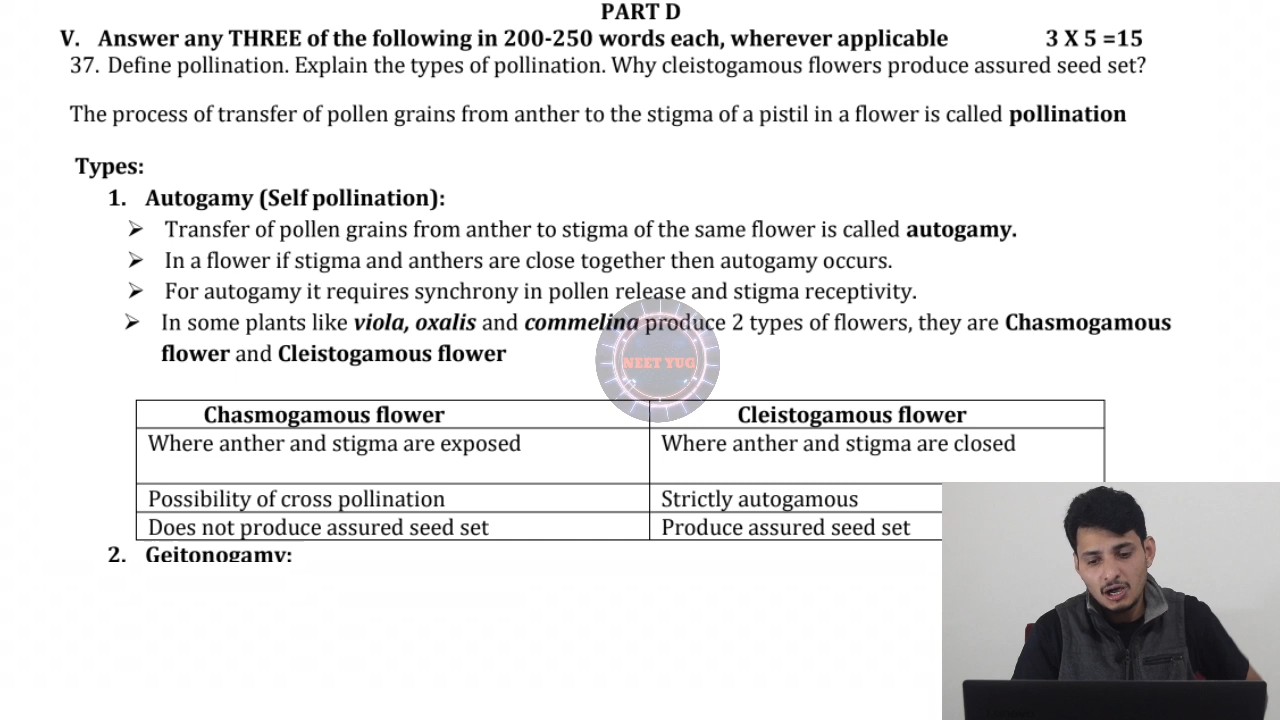 PART D
V. Answer any THREE of the following in 200-250 words each, wherever applicable 3 X 5 =15
37. Define pollination. Explain the types of pollination. Why cleistogamous flowers produce assured seed set?
The process of transfer of pollen grains from anther to the stigma of a pistil in a flower is called pollination
Types:
1. Autogamy (Self pollination):
➢ Transfer of pollen grains from anther to stigma of the same flower is called autogamy.
➢ In a flower if stigma and anthers are close together then autogamy occurs.
➢ For autogamy it requires synchrony in pollen release and stigma receptivity.
➢ In some plants like viola, oxalis and commelina produce 2 types of flowers, they are Chasmogamous
flower and Cleistogamous flower
NEET YUG
Chasmogamous flower Cleistogamous flower
Where anther and stigma are exposed Where anther and stigma are closed
Possibility of cross pollination Strictly autogamous
Does not produce assured seed set Produce assured seed set
2. Geitonogamy: